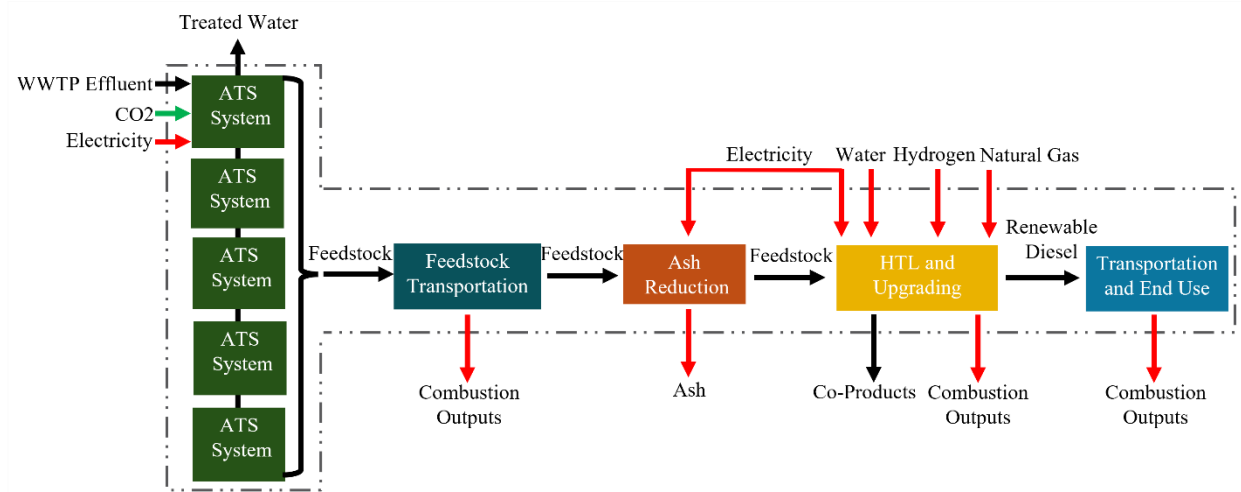 Treated Water
WWTP Effluent
CO2
Electricity
ATS
System
ATS
System
ATS
System
ATS
System
ATS
System
Feedstock
Feedstock
Transportation
Combustion
Outputs
Feedstock
Electricity
Ash
Reduction
Ash
Feedstock
Water
Hydrogen
Natural Gas
HTL and
Upgrading
Co-Products
Combustion
Outputs
Renewable
Diesel
Transportation
and End Use
Combustion
Outputs